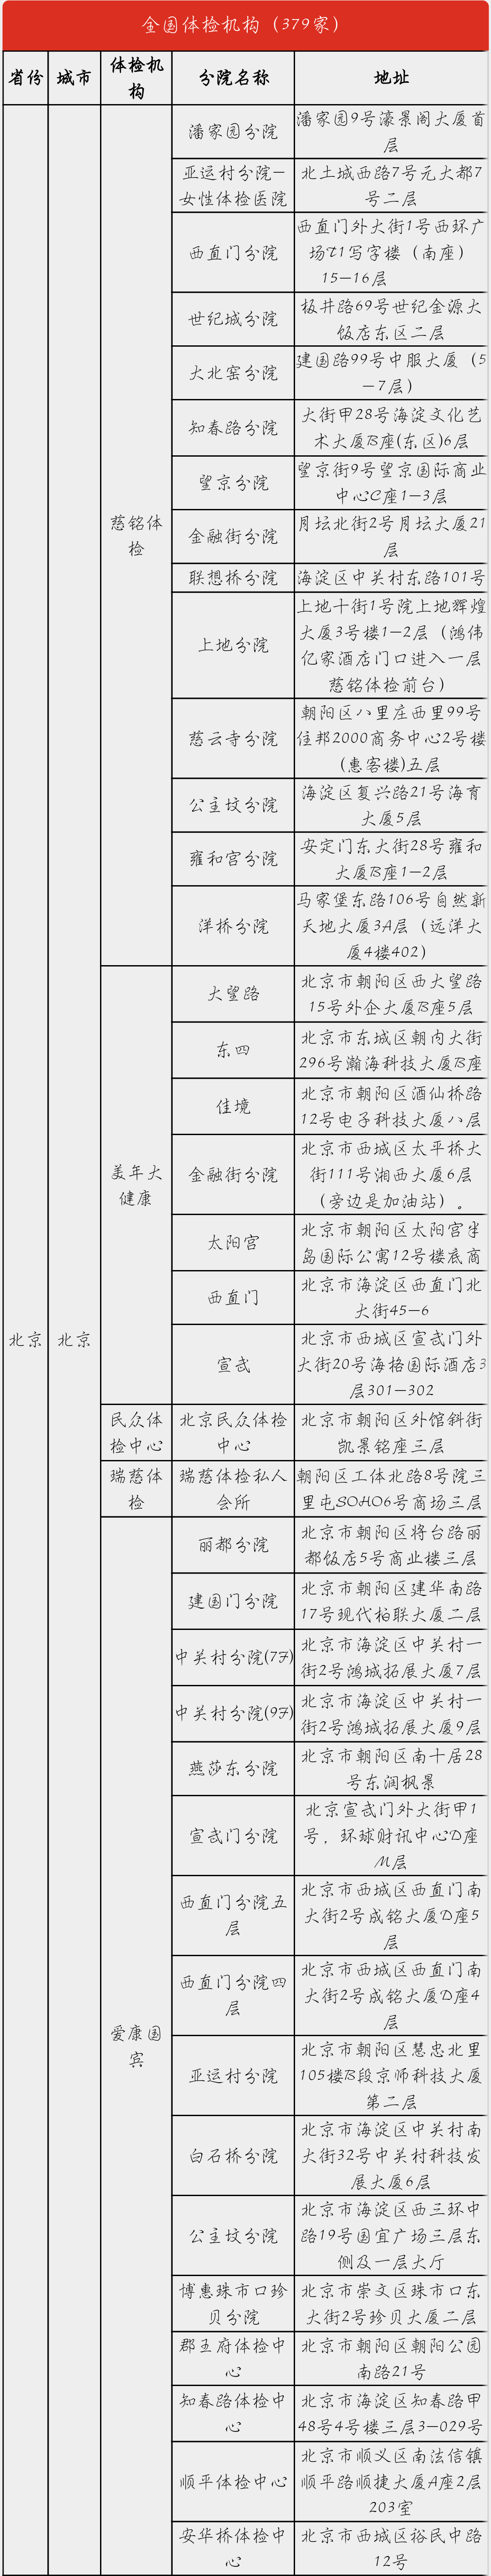 全国体检机构（379家）
省份
城市
体检机
构
分院名称
地址
北京
北京
慈铭体
检
潘家园分院
潘家园9号濠景阁大厦首
层
亚运村分院—
女性体检医院
北土城西路7号元大都7
号二层
西直门分院
西直门外大街1号西环广
场T1写字楼（南座）
15—16层
世纪城分院
板井路69号世纪金源大
饭店东区二层
大北窑分院
建国路99号中服大厦（5
—7层）
知春路分院
大街甲28号海淀文化艺
术大厦B座(东区)6层
望京分院
望京街9号望京国际商业
中心C座1—3层
金融街分院
月坛北街2号月坛大厦21
层
联想桥分院
海淀区中关村东路101号
上地分院
上地十街1号院上地辉煌
大厦3号楼1—2层（鸿伟
亿家酒店门口进入一层
慈铭体检前台）
慈云寺分院
朝阳区八里庄西里99号
住邦2000商务中心2号楼
(惠客楼)五层
公主坟分院
海淀区复兴路21号海育
大厦5层
雍和宫分院
安定门东大街28号雍和
大厦B座1—2层
洋桥分院
马家堡东路106号自然新
天地大厦3A层（远洋大
厦4楼402）
美年大
健康
大望路
北京市朝阳区西大望路
15号外企大厦B座5层
东四
北京市东城区朝内大街
296号瀚海科技大厦B座
佳境
北京市朝阳区酒仙桥路
12号电子科技大厦八层
金融街分院
北京市西城区太平桥大
街111号湘西大厦6层
（旁边是加油站）。
太阳宫
北京市朝阳区太阳宫半
岛国际公寓12号楼底商
西直门
北京市海淀区西直门北
大街45—6
宣武
北京市西城区宣武门外
大街20号海格国际酒店3
层301—302
民众体
检中心
北京民众体检
中心
北京市朝阳区外馆斜街
凯景铭座三层
瑞慈体
检
瑞慈体检私人
会所
朝阳区工体北路8号院三
里屯SOHO6号商场三层
爱康国
宾
丽都分院
北京市朝阳区将台路丽
都饭店5号商业楼三层
建国门分院
北京市朝阳区建华南路
17号现代柏联大厦二层
中关村分院(7F)
北京市海淀区中关村一
街2号鸿城拓展大厦7层
中关村分院(9F)
北京市海淀区中关村一
街2号鸿城拓展大厦9层
燕莎东分院
北京市朝阳区南十居28
号东润枫景
宣武门分院
北京宣武门外大街甲1
号，环球财讯中心D座
M层
西直门分院五
层
北京市西城区西直门南
大街2号成铭大厦D座5
层
西直门分院四
层
北京市西城区西直门南
大街2号成铭大厦D座4
层
亚运村分院
北京市朝阳区慧忠北里
105楼B段京师科技大厦
第二层
白石桥分院
北京市海淀区中关村南
大街32号中关村科技发
展大厦6层
公主坟分院
北京市海淀区西三环中
路19号国宜广场三层东
侧及一层大厅
博惠珠市口珍
贝分院
北京市崇文区珠市口东
大街2号珍贝大厦二层
郡王府体检中
心
北京市朝阳区朝阳公园
南路21号
知春路体检中
心
北京市海淀区知春路甲
48号4号楼三层3—029号
顺平体检中心
北京市顺义区南法信镇
顺平路顺捷大厦A座2层
203室
安华桥体检中
心
北京市西城区裕民中路
12号